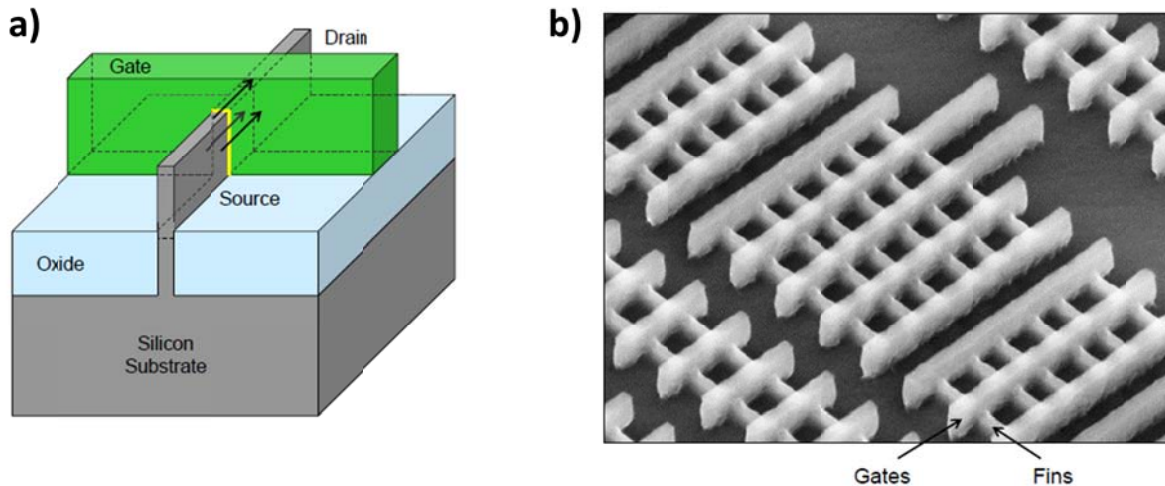 a)
Drain
Gate
Source
Oxide
Silicon
Substrate
b)
Gates
Fins